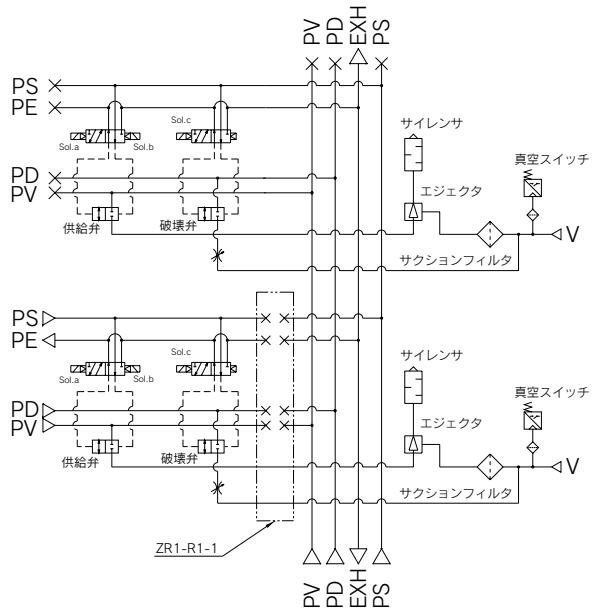 PV
PD
EXH
PS
PS
PE
Sol.a
Sol.b
Sol.c
サイレンサ
真空スイッチ
PD
PV
エジェクタ
供給弁
破壊弁
V
サクションフィルタ
PS
PE
Sol.a
Sol.b
Sol.c
サイレンサ
真空スイッチ
PD
PV
エジェクタ
供給弁
破壊弁
V
サクションフィルタ
ZR1-R1-1
PV
PD
EXH
PS